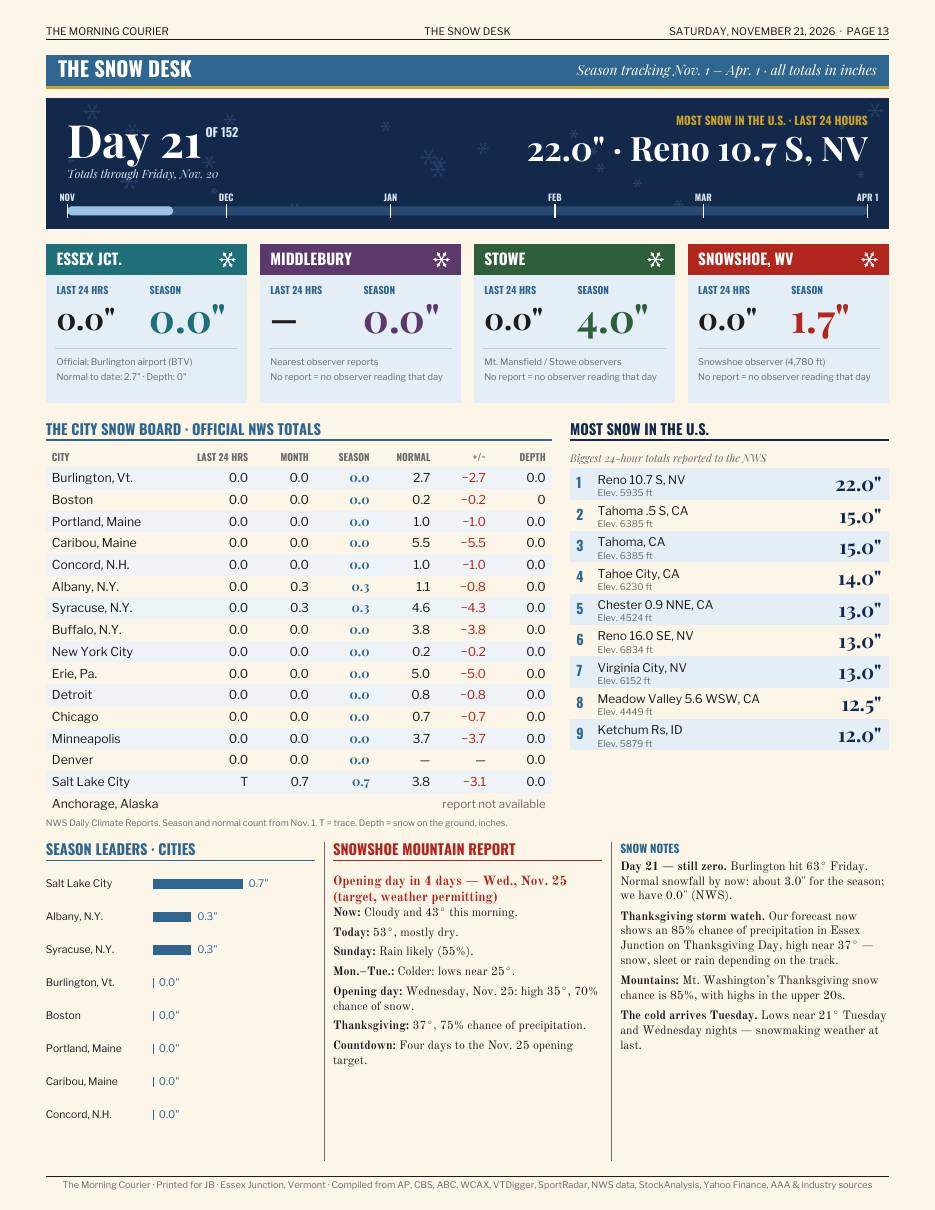 THE MORNING COURIER THE SNOW DESK SATURDAY, NOVEMBER 21, 2026 · PAGE 13
THE SNOW DESK Season tracking Nov. 1 – Apr. 1 · all totals in inches
Day 21 OF 152
Totals through Friday, Nov. 20
MOST SNOW IN THE U.S. · LAST 24 HOURS
22.0" · Reno 10.7 S, NV
NOV DEC JAN FEB MAR APR 1
ESSEX JCT.
LAST 24 HRS SEASON
0.0" 0.0"
Official: Burlington airport (BTV)
Normal to date: 2.7" · Depth: 0"
MIDDLEBURY
LAST 24 HRS SEASON
— 0.0"
Nearest observer reports
No report = no observer reading that day
STOWE
LAST 24 HRS SEASON
0.0" 4.0"
Mt. Mansfield / Stowe observers
No report = no observer reading that day
SNOWSHOE, WV
LAST 24 HRS SEASON
0.0" 1.7"
Snowshoe observer (4,780 ft)
No report = no observer reading that day
THE CITY SNOW BOARD · OFFICIAL NWS TOTALS
CITY LAST 24 HRS MONTH SEASON NORMAL +/− DEPTH
Burlington, Vt. 0.0 0.0 0.0 2.7 −2.7 0.0
Boston 0.0 0.0 0.0 0.2 −0.2 0
Portland, Maine 0.0 0.0 0.0 1.0 −1.0 0.0
Caribou, Maine 0.0 0.0 0.0 5.5 −5.5 0.0
Concord, N.H. 0.0 0.0 0.0 1.0 −1.0 0.0
Albany, N.Y. 0.0 0.3 0.3 1.1 −0.8 0.0
Syracuse, N.Y. 0.0 0.3 0.3 4.6 −4.3 0.0
Buffalo, N.Y. 0.0 0.0 0.0 3.8 −3.8 0.0
New York City 0.0 0.0 0.0 0.2 −0.2 0.0
Erie, Pa. 0.0 0.0 0.0 5.0 −5.0 0.0
Detroit 0.0 0.0 0.0 0.8 −0.8 0.0
Chicago 0.0 0.0 0.0 0.7 −0.7 0.0
Minneapolis 0.0 0.0 0.0 3.7 −3.7 0.0
Denver 0.0 0.0 0.0 — — 0.0
Salt Lake City T 0.7 0.7 3.8 −3.1 0.0
Anchorage, Alaska report not available
NWS Daily Climate Reports. Season and normal count from Nov. 1. T = trace. Depth = snow on the ground, inches.
MOST SNOW IN THE U.S.
Biggest 24-hour totals reported to the NWS
1 Reno 10.7 S, NV 22.0"
Elev. 5935 ft
2 Tahoma .5 S, CA 15.0"
Elev. 6385 ft
3 Tahoma, CA 15.0"
Elev. 6385 ft
4 Tahoe City, CA 14.0"
Elev. 6230 ft
5 Chester 0.9 NNE, CA 13.0"
Elev. 4524 ft
6 Reno 16.0 SE, NV 13.0"
Elev. 6834 ft
7 Virginia City, NV 13.0"
Elev. 6152 ft
8 Meadow Valley 5.6 WSW, CA 12.5"
Elev. 4449 ft
9 Ketchum Rs, ID 12.0"
Elev. 5879 ft
SEASON LEADERS · CITIES
Salt Lake City 0.7"
Albany, N.Y. 0.3"
Syracuse, N.Y. 0.3"
Burlington, Vt. 0.0"
Boston 0.0"
Portland, Maine 0.0"
Caribou, Maine 0.0"
Concord, N.H. 0.0"
SNOWSHOE MOUNTAIN REPORT
Opening day in 4 days — Wed., Nov. 25
(target, weather permitting)
Now: Cloudy and 43° this morning.
Today: 53°, mostly dry.
Sunday: Rain likely (55%).
Mon.–Tue.: Colder: lows near 25°.
Opening day: Wednesday, Nov. 25: high 35°, 70%
chance of snow.
Thanksgiving: 37°, 75% chance of precipitation.
Countdown: Four days to the Nov. 25 opening
target.
SNOW NOTES
Day 21 — still zero. Burlington hit 63° Friday.
Normal snowfall by now: about 3.0" for the season;
we have 0.0" (NWS).
Thanksgiving storm watch. Our forecast now
shows an 85% chance of precipitation in Essex
Junction on Thanksgiving Day, high near 37° —
snow, sleet or rain depending on the track.
Mountains: Mt. Washington's Thanksgiving snow
chance is 85%, with highs in the upper 20s.
The cold arrives Tuesday. Lows near 21° Tuesday
and Wednesday nights — snowmaking weather at
last.
The Morning Courier · Printed for JB · Essex Junction, Vermont · Compiled from AP, CBS, ABC, WCAX, VTDigger, SportRadar, NWS data, StockAnalysis, Yahoo Finance, AAA & industry sources